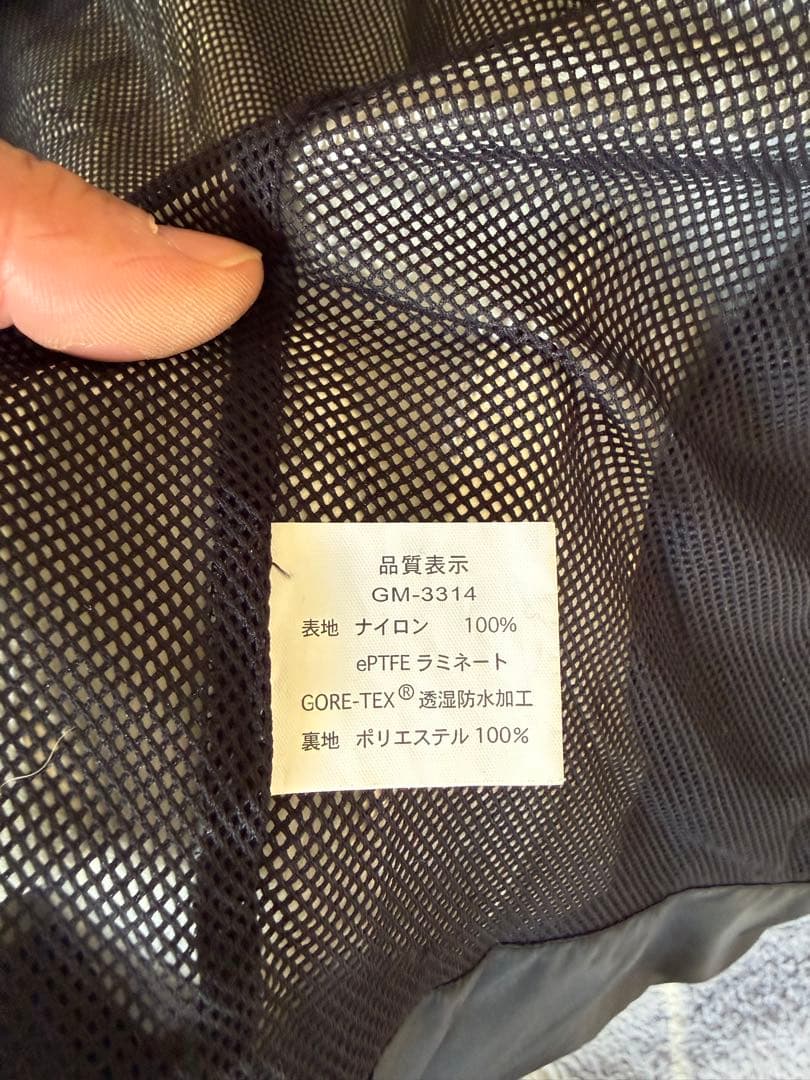 品質表示
GM-3314
表地 ナイロン 100%
ePTFE ラミネート
GORE-TEX® 透湿防水加工
裏地 ポリエステル 100%